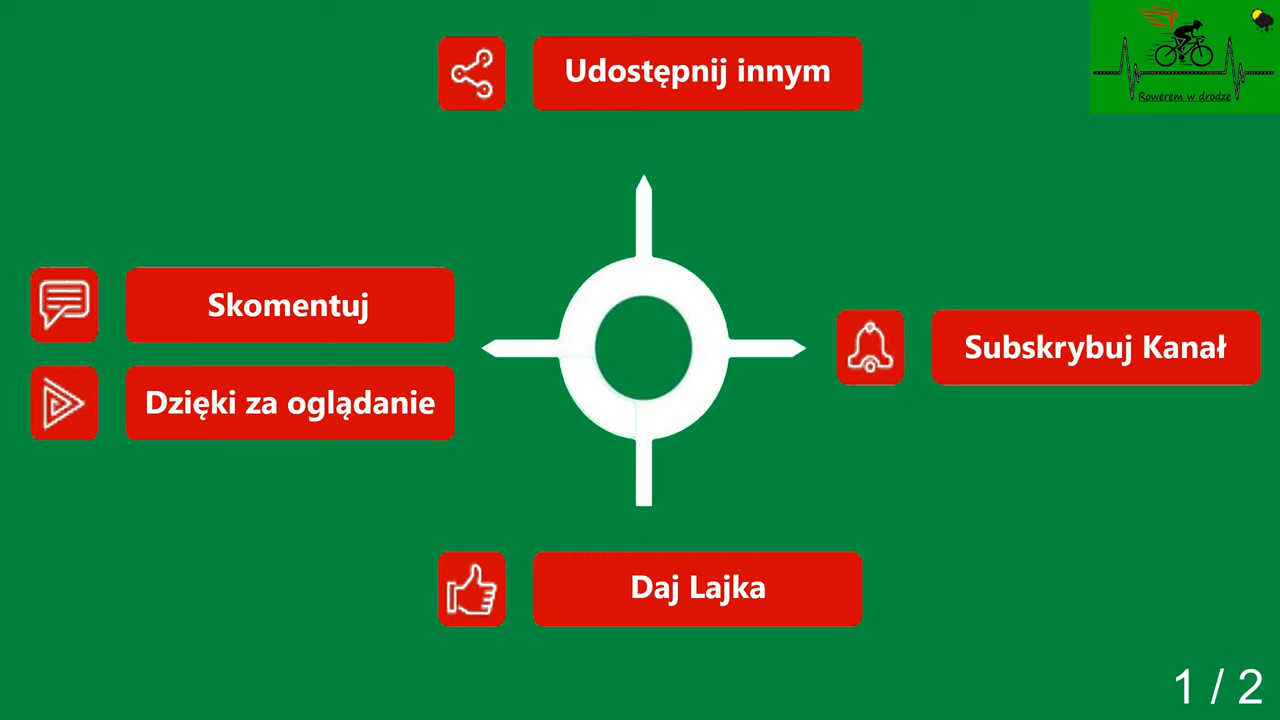 Udostępnij innym
Rowerem w drodze
Skomentuj
Dzięki za oglądanie
Subskrybuj Kanał
Daj Lajka
1 / 2